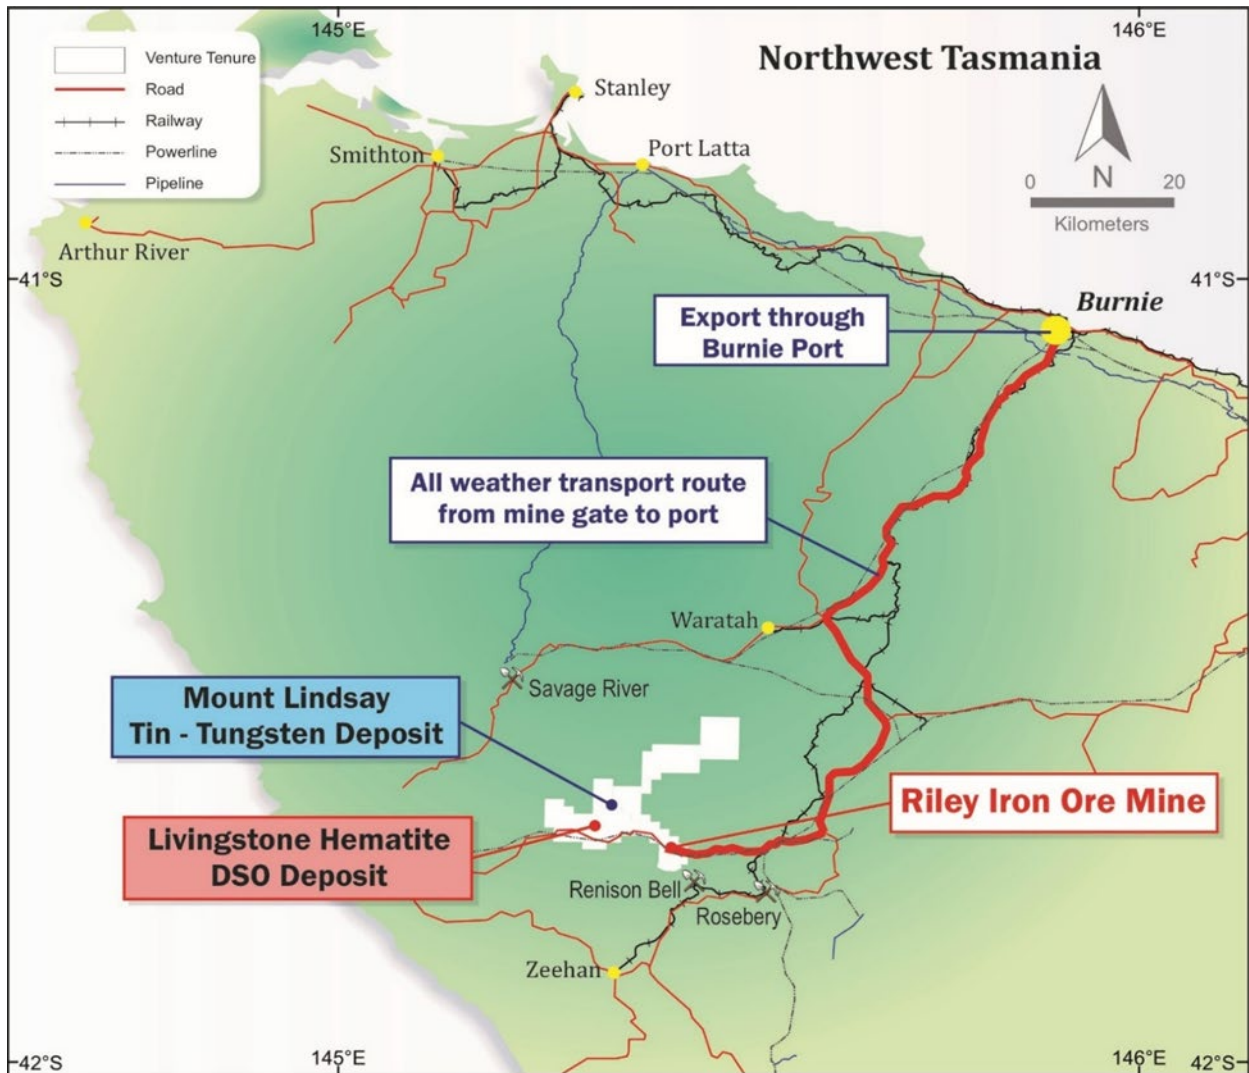 145°E
146°E
Northwest Tasmania
Venture Tenure
Road
Railway
Powerline
Pipeline
Stanley
Smithton
Port Latta
N
0
20
Kilometers
Arthur River
41°S
41°S
Burnie
Export through
Burnie Port
All weather transport route
from mine gate to port
Waratah
Savage River
Mount Lindsay
Tin - Tungsten Deposit
Riley Iron Ore Mine
Livingstone Hematite
DSO Deposit
Renison Bell
Rosebery
Zeehan
42°S
145°E
146°E
42°S